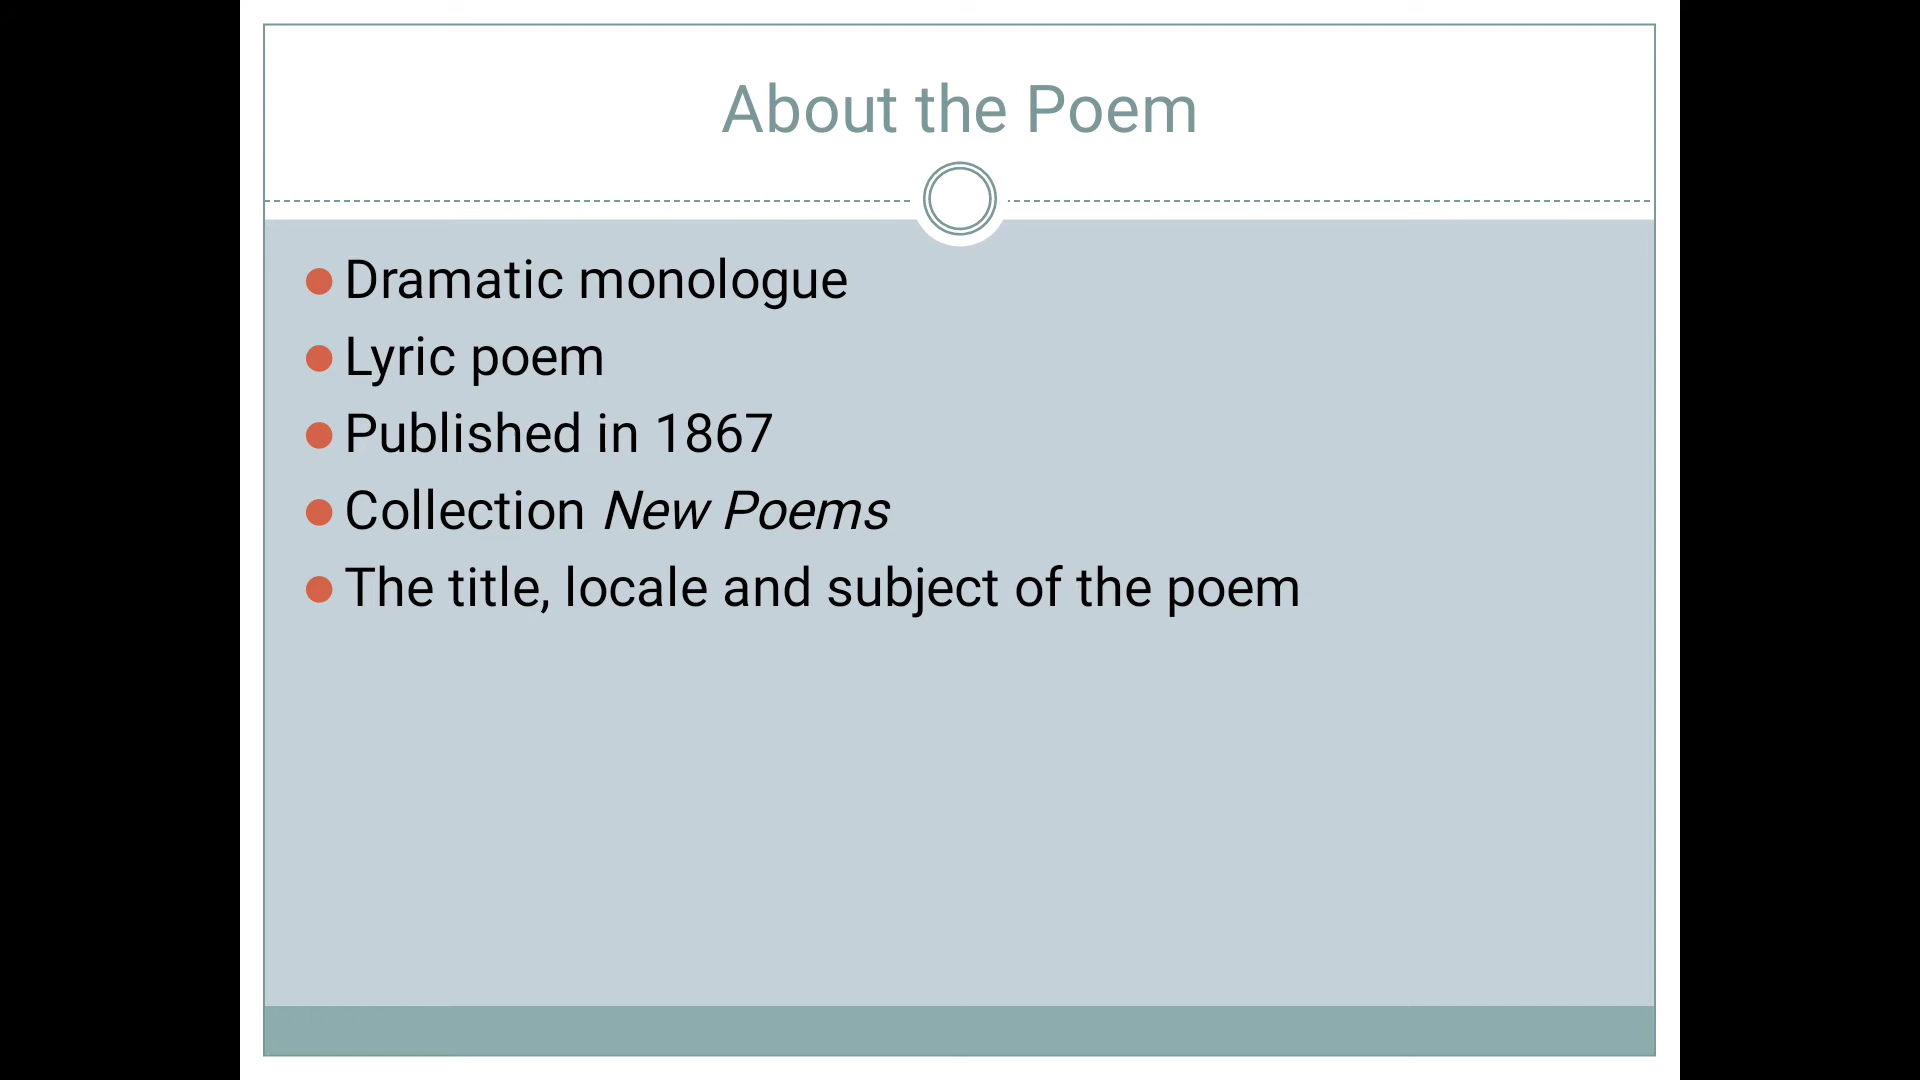 About the Poem
Dramatic monologue
Lyric poem
Published in 1867
Collection New Poems
The title, locale and subject of the poem